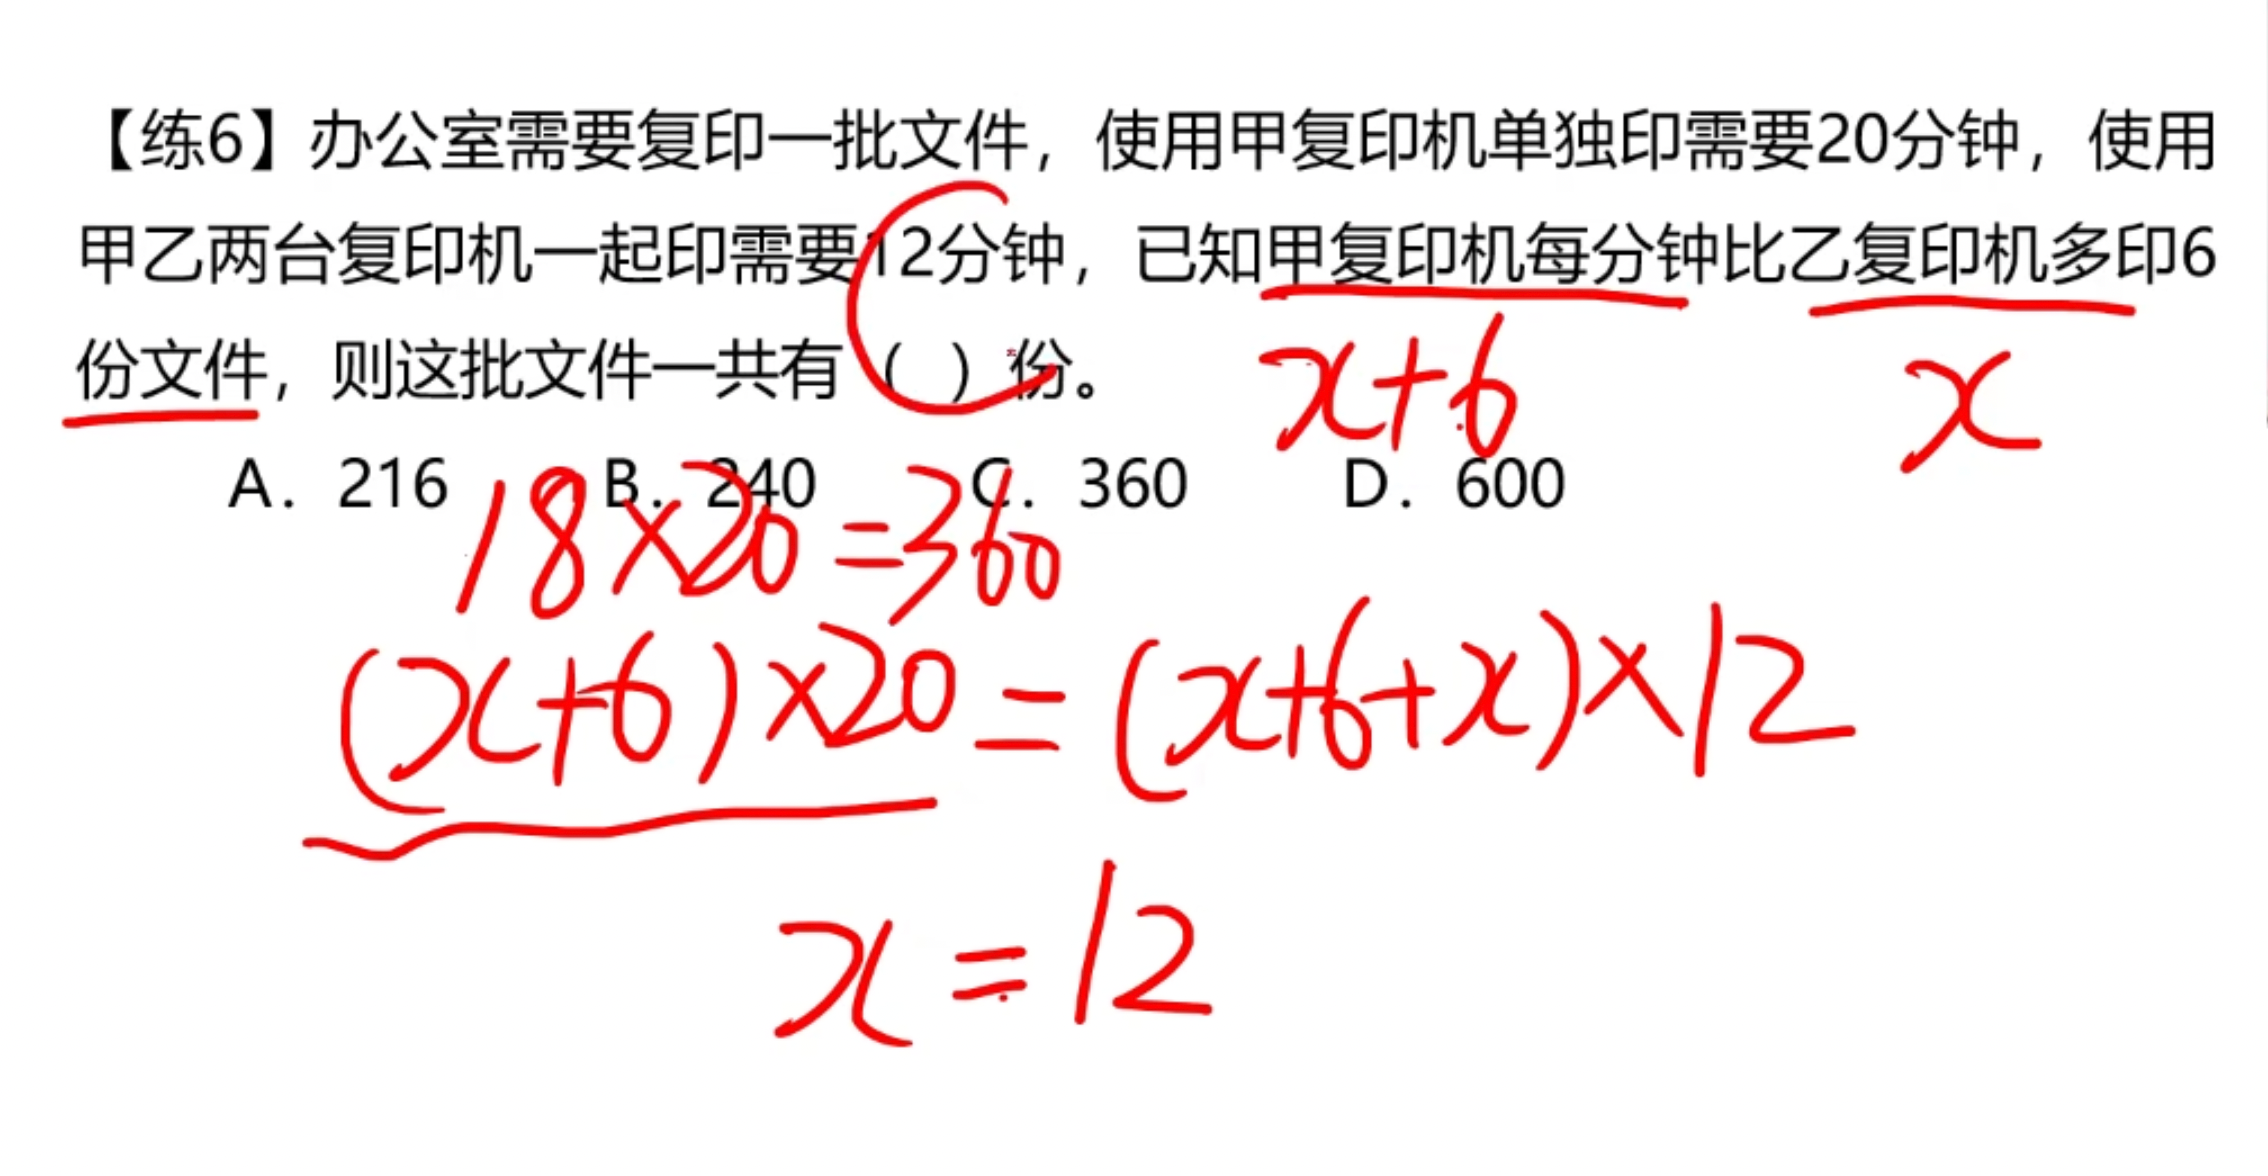 【练6】办公室需要复印一批文件，使用甲复印机单独印需要20分钟，使用
甲乙两台复印机一起印需要12分钟，已知甲复印机每分钟比乙复印机多印6
份文件，则这批文件一共有（ ）份。
x+6 x
A．216 B．240 C．360 D．600
18×20=360
(x+6)×20=(x+6+x)×12
x=12